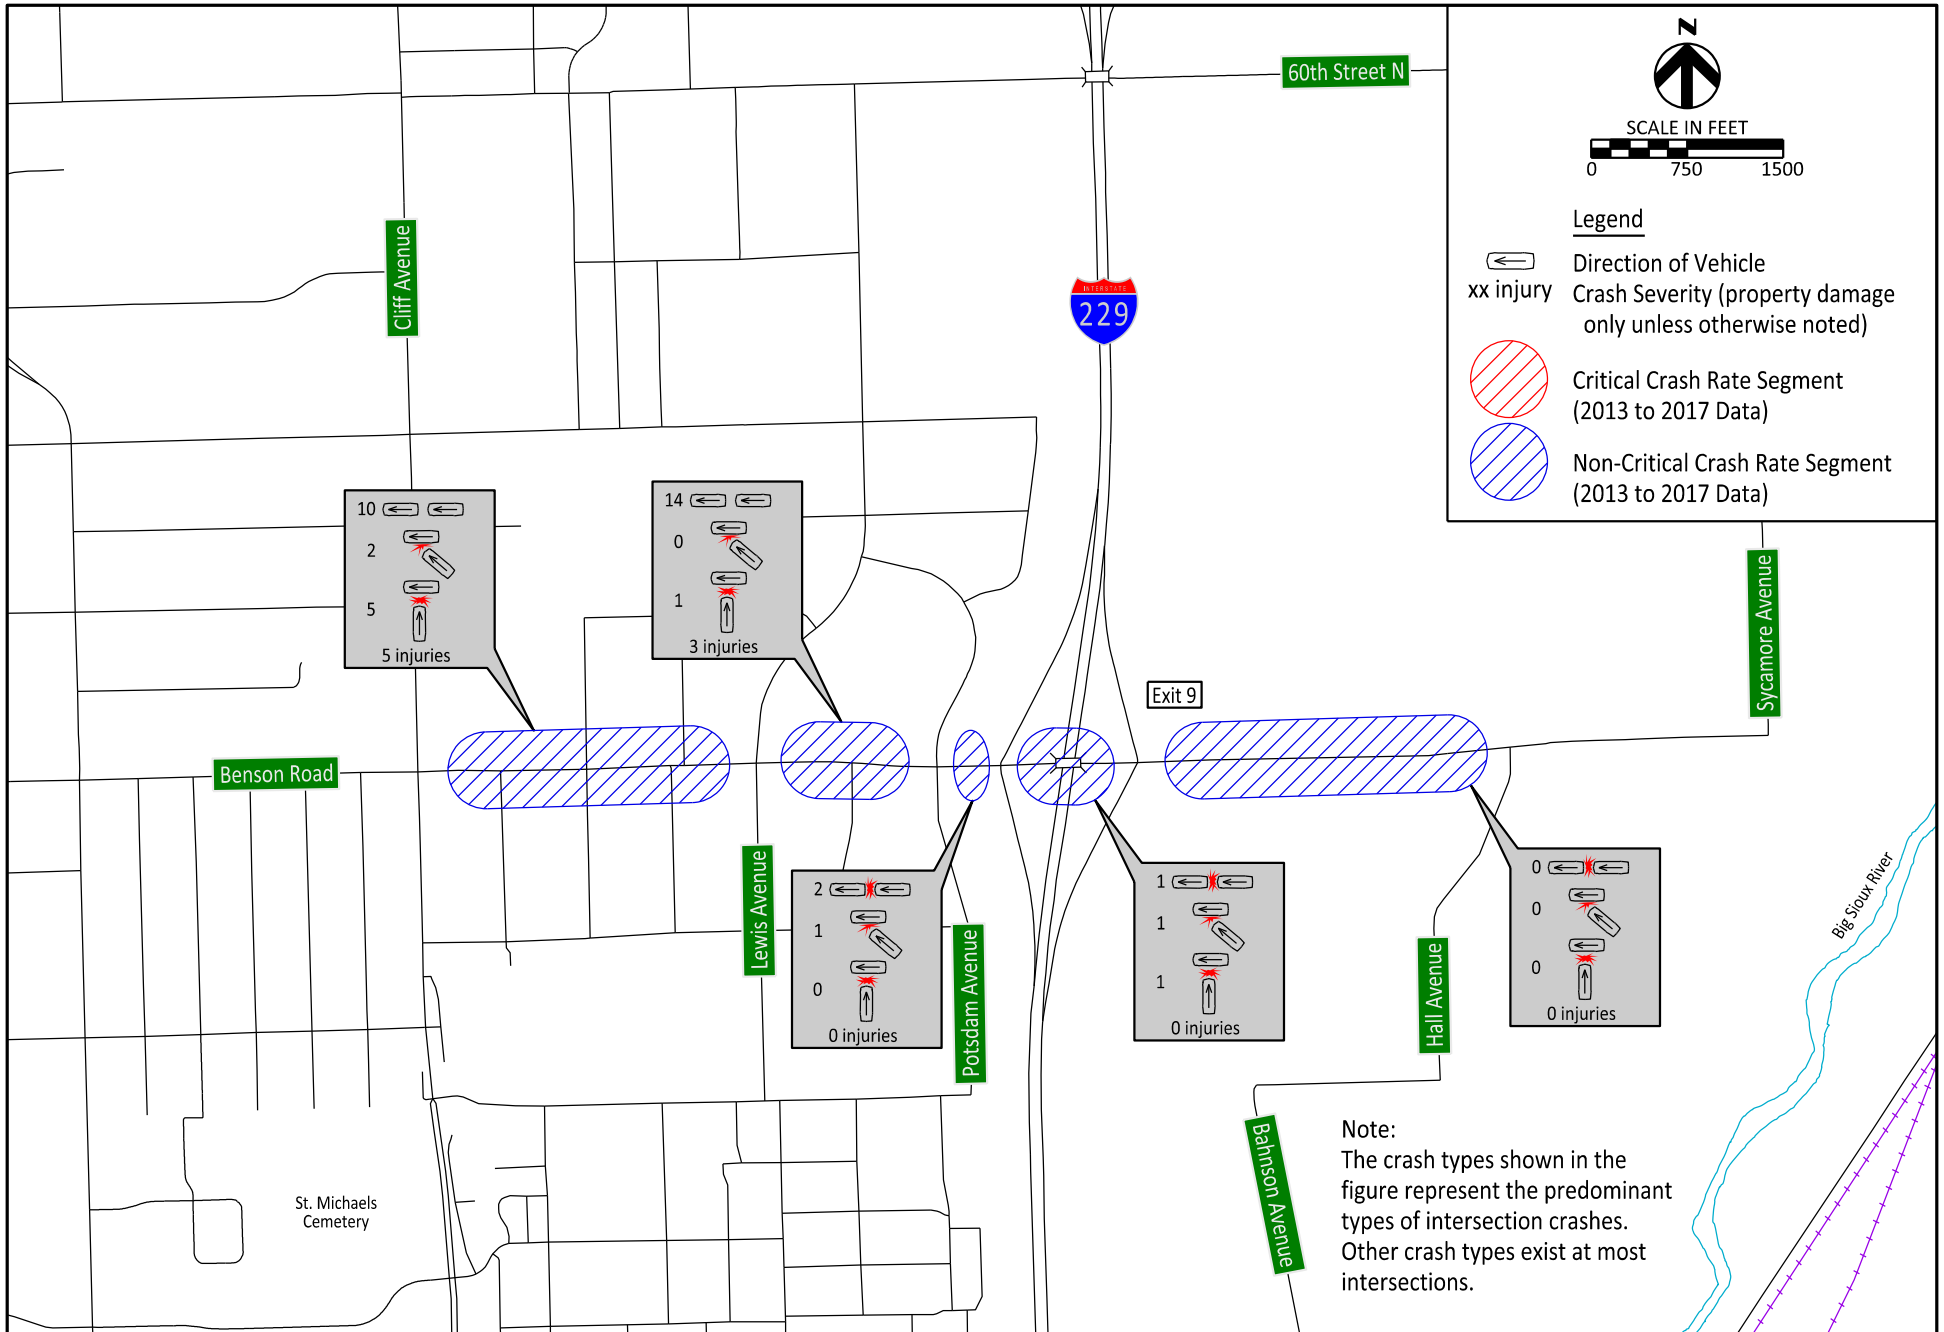 60th Street N
N
SCALE IN FEET
0 750 1500
Legend
Direction of Vehicle
xx injury Crash Severity (property damage
only unless otherwise noted)
Critical Crash Rate Segment
(2013 to 2017 Data)
Non-Critical Crash Rate Segment
(2013 to 2017 Data)
Cliff Avenue
INTERSTATE
229
10
2
5
5 injuries
14
0
1
3 injuries
Sycamore Avenue
Exit 9
Benson Road
Lewis Avenue
2
1
0
0 injuries
Potsdam Avenue
1
1
1
0 injuries
Hall Avenue
0
0
0
0 injuries
Big Sioux River
Bahnson Avenue
St. Michaels
Cemetery
Note:
The crash types shown in the
figure represent the predominant
types of intersection crashes.
Other crash types exist at most
intersections.